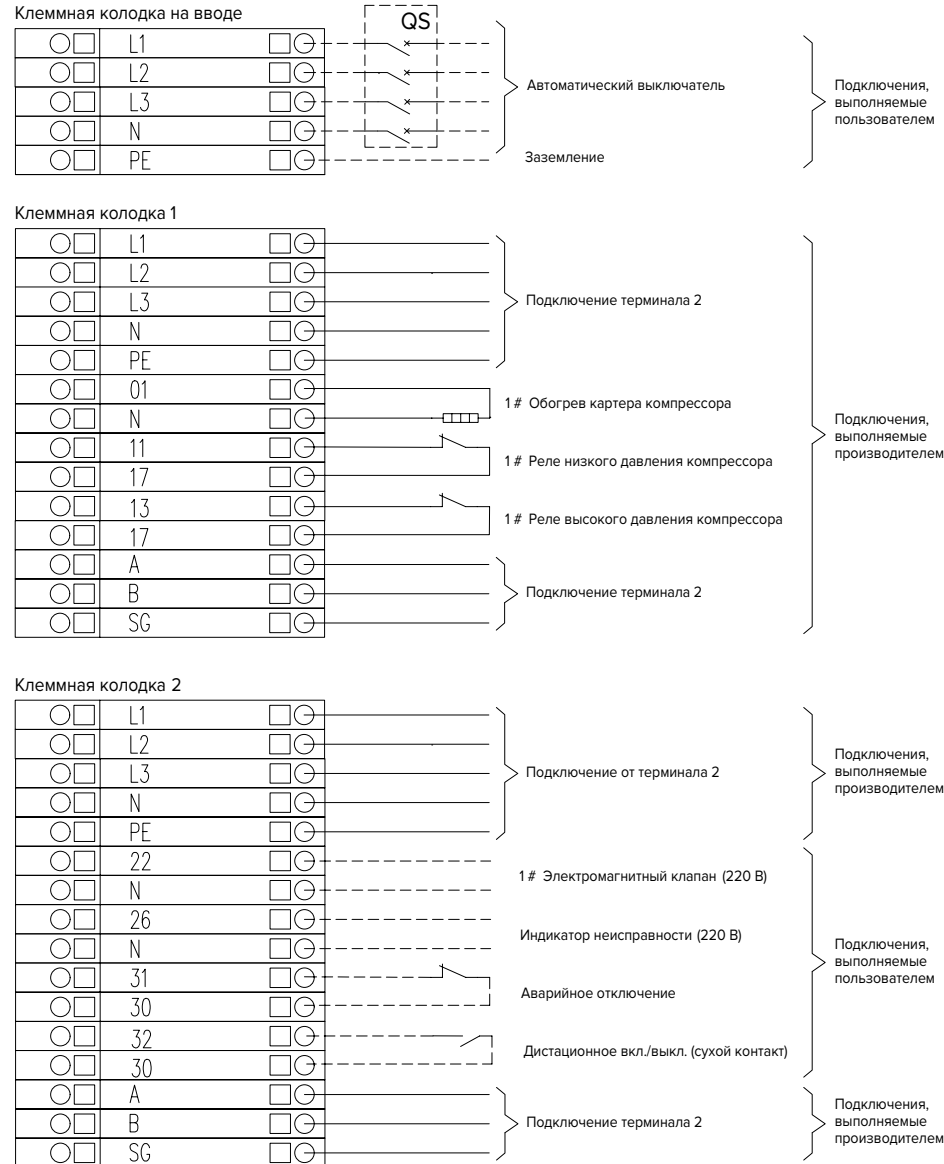 Клеммная колодка на вводе
QS
L1
L2
L3
N
PE
Автоматический выключатель
Заземление
Подключения,
выполняемые
пользователем
Клеммная колодка 1
L1
L2
L3
N
PE
01
N
11
17
13
17
A
B
SG
Подключение терминала 2
1 # Обогрев картера компрессора
1 # Реле низкого давления компрессора
1 # Реле высокого давления компрессора
Подключение терминала 2
Подключения,
выполняемые
производителем
Клеммная колодка 2
L1
L2
L3
N
PE
22
N
26
N
31
30
32
30
A
B
SG
Подключение от терминала 2
1 # Электромагнитный клапан (220 В)
Индикатор неисправности (220 В)
Аварийное отключение
Дистационное вкл./выкл. (сухой контакт)
Подключение терминала 2
Подключения,
выполняемые
производителем
Подключения,
выполняемые
пользователем
Подключения,
выполняемые
производителем